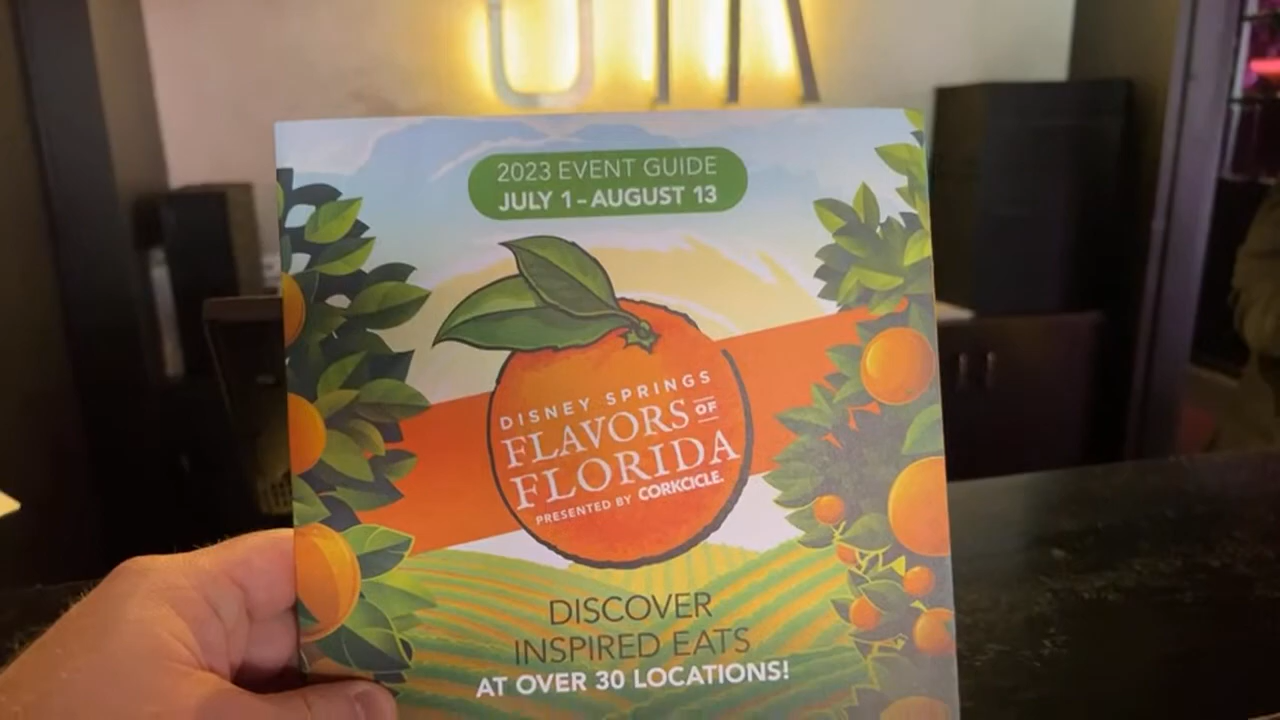 2023 EVENT GUIDE
JULY 1 – AUGUST 13
DISNEY SPRINGS
FLAVORS OF
FLORIDA
PRESENTED BY CORKCICLE.
DISCOVER
INSPIRED EATS
AT OVER 30 LOCATIONS!